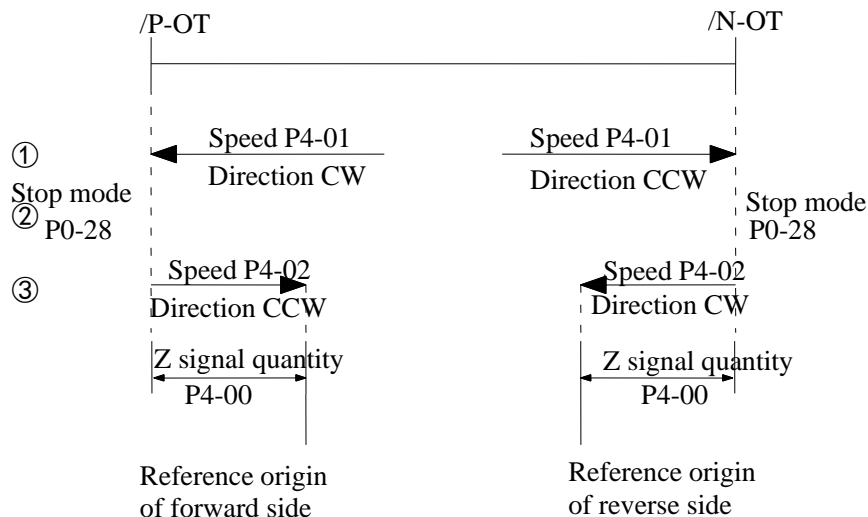 /P-OT
/N-OT
①
Speed P4-01
Direction CW
Speed P4-01
Direction CCW
Stop mode
② P0-28
Stop mode
P0-28
③
Speed P4-02
Direction CCW
Speed P4-02
Direction CW
Z signal quantity
P4-00
Z signal quantity
P4-00
Reference origin
of forward side
Reference origin
of reverse side